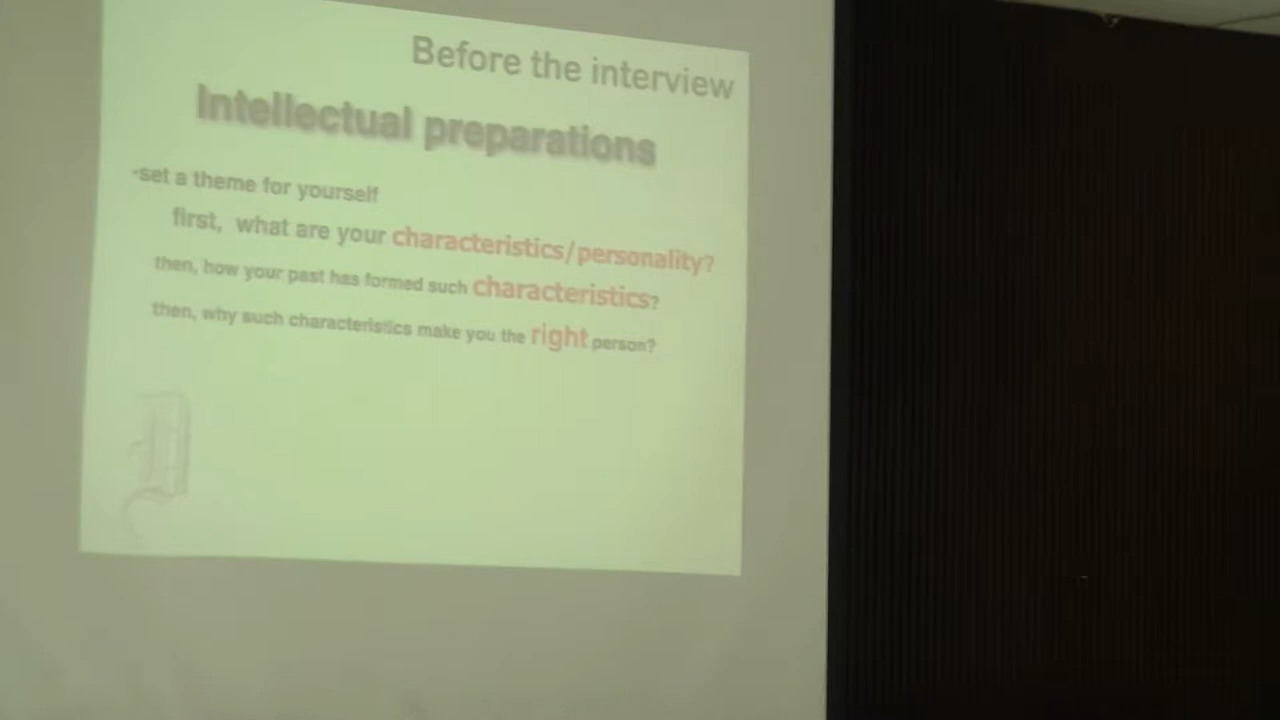 Before the interview
Intellectual preparations
·set a theme for yourself
first, what are your characteristics/personality?
then, how your past has formed such characteristics?
then, why such characteristics make you the right person?